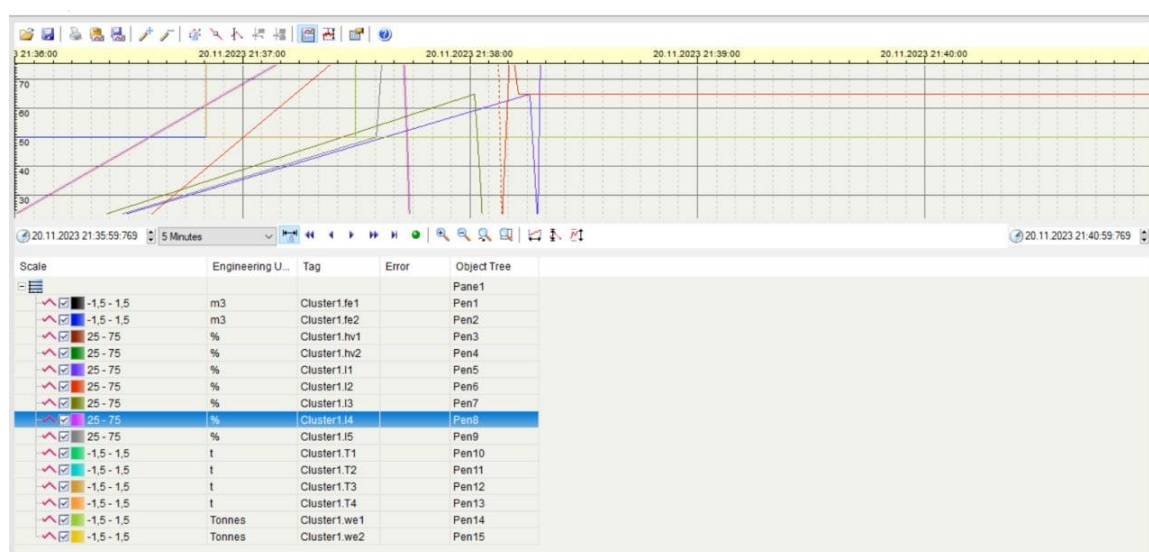 3 21:36:00 20.11.2023 21:37:00 20.11.2023 21:38:00 20.11.2023 21:39:00 20.11.2023 21:40:00
70
60
50
40
30
20.11.2023 21:35:59:769 5 Minutes 20.11.2023 21:40:59:769
Scale Engineering U... Tag Error Object Tree
Pane1
-1,5 - 1,5 m3 Cluster1.fe1 Pen1
-1,5 - 1,5 m3 Cluster1.fe2 Pen2
25 - 75 % Cluster1.hv1 Pen3
25 - 75 % Cluster1.hv2 Pen4
25 - 75 % Cluster1.l1 Pen5
25 - 75 % Cluster1.l2 Pen6
25 - 75 % Cluster1.l3 Pen7
25 - 75 % Cluster1.l4 Pen8
25 - 75 % Cluster1.l5 Pen9
-1,5 - 1,5 t Cluster1.T1 Pen10
-1,5 - 1,5 t Cluster1.T2 Pen11
-1,5 - 1,5 t Cluster1.T3 Pen12
-1,5 - 1,5 t Cluster1.T4 Pen13
-1,5 - 1,5 Tonnes Cluster1.we1 Pen14
-1,5 - 1,5 Tonnes Cluster1.we2 Pen15